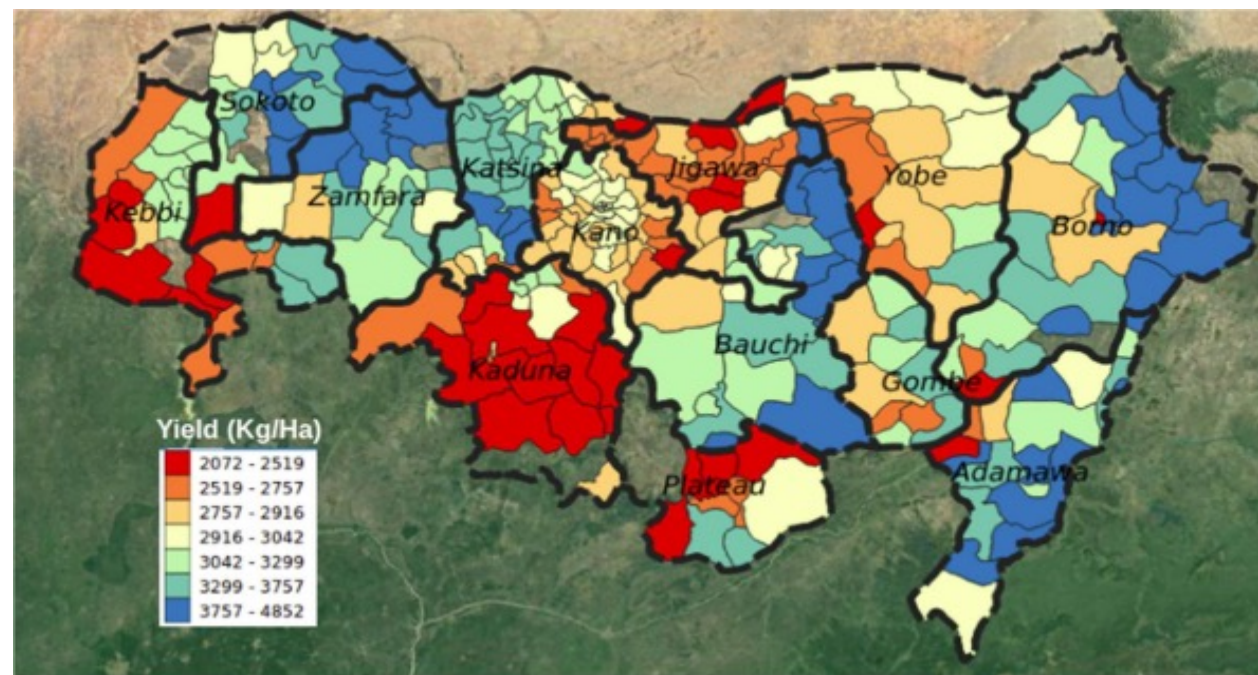 Sokoto
Katsina
Jigawa
Yobe
Zamfara
Kebbi
Kano
Borno
Bauchi
Kaduna
Gombe
Adamawa
Plateau
Yield (Kg/Ha)
2072 - 2519
2519 - 2757
2757 - 2916
2916 - 3042
3042 - 3299
3299 - 3757
3757 - 4852